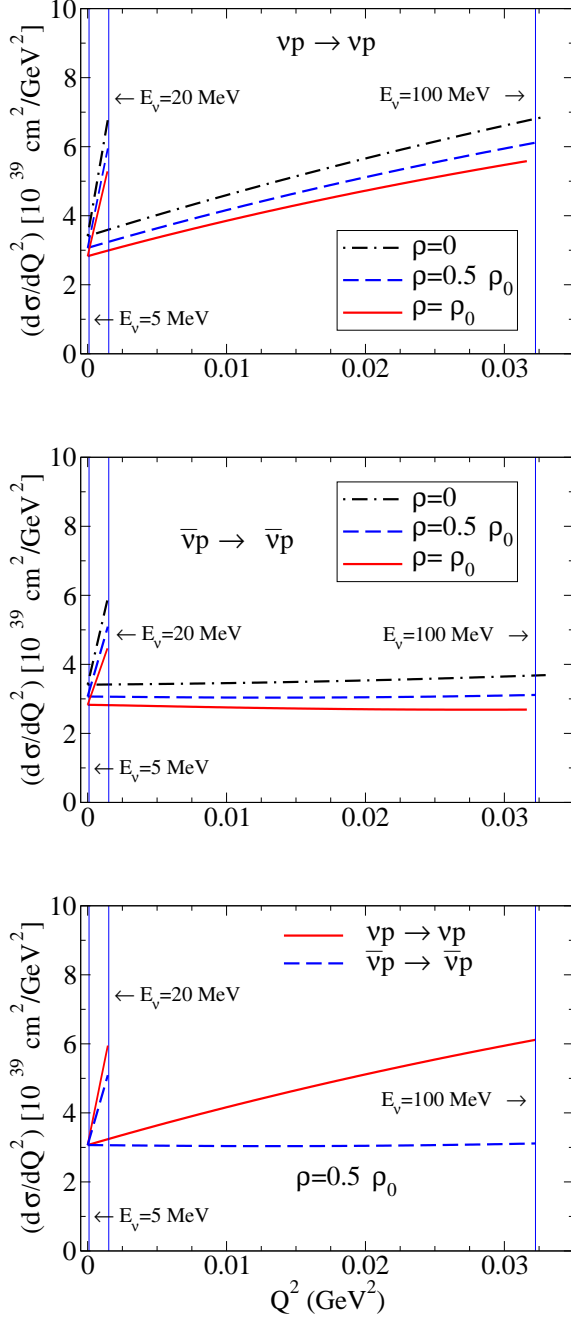 νp → νp
← E_ν=20 MeV
E_ν=100 MeV →
ρ=0
ρ=0.5 ρ_0
ρ= ρ_0
← E_ν=5 MeV
(dσ/dQ^2) [10^39 cm^2/GeV^2]
10
8
6
4
2
0
0 0.01 0.02 0.03
ρ=0
ρ=0.5 ρ_0
ρ= ρ_0
ν̄p → ν̄p
← E_ν=20 MeV
E_ν=100 MeV →
← E_ν=5 MeV
(dσ/dQ^2) [10^39 cm^2/GeV^2]
10
8
6
4
2
0
0 0.01 0.02 0.03
νp → νp
ν̄p → ν̄p
← E_ν=20 MeV
E_ν=100 MeV →
ρ=0.5 ρ_0
← E_ν=5 MeV
(dσ/dQ^2) [10^39 cm^2/GeV^2]
10
8
6
4
2
0
0 0.01 0.02 0.03
Q^2 (GeV^2)